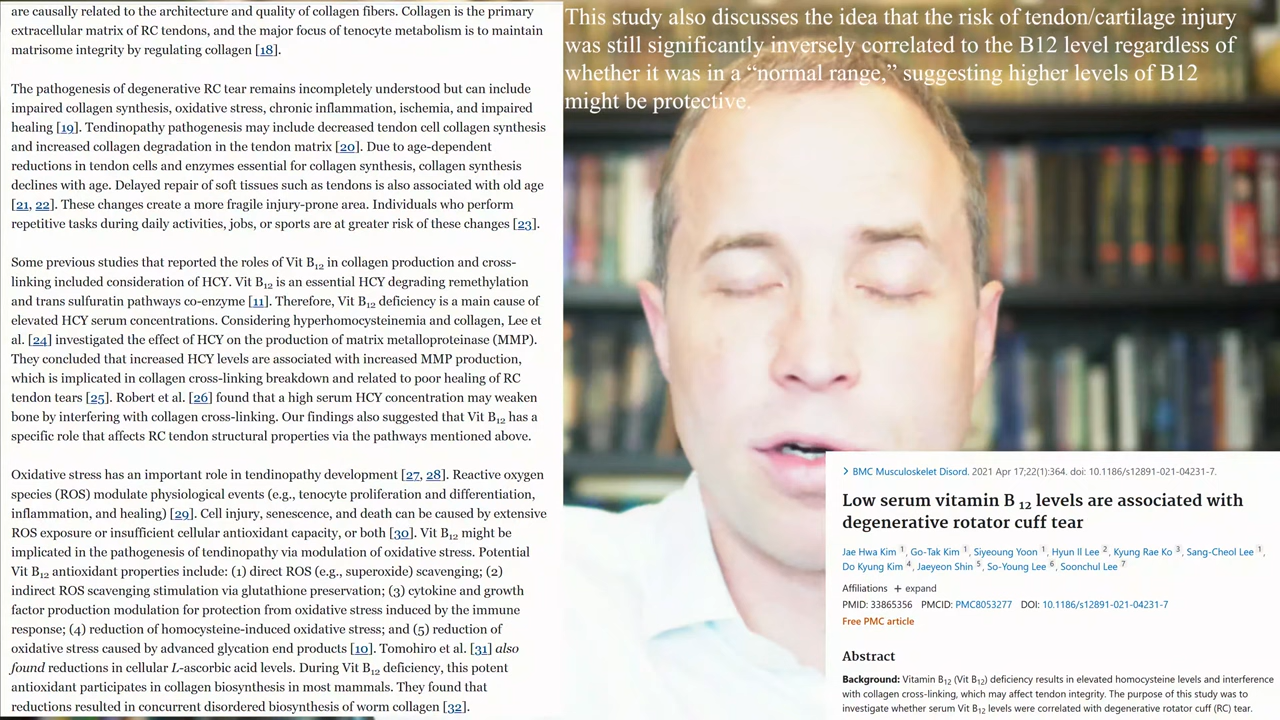 are causally related to the architecture and quality of collagen fibers. Collagen is the primary
extracellular matrix of RC tendons, and the major focus of tenocyte metabolism is to maintain
matrisome integrity by regulating collagen [18].
The pathogenesis of degenerative RC tear remains incompletely understood but can include
impaired collagen synthesis, oxidative stress, chronic inflammation, ischemia, and impaired
healing [19]. Tendinopathy pathogenesis may include decreased tendon cell collagen synthesis
and increased collagen degradation in the tendon matrix [20]. Due to age-dependent
reductions in tendon cells and enzymes essential for collagen synthesis, collagen synthesis
declines with age. Delayed repair of soft tissues such as tendons is also associated with old age
[21, 22]. These changes create a more fragile injury-prone area. Individuals who perform
repetitive tasks during daily activities, jobs, or sports are at greater risk of these changes [23].
Some previous studies that reported the roles of Vit B12 in collagen production and cross-
linking included consideration of HCY. Vit B12 is an essential HCY degrading remethylation
and trans sulfuratin pathways co-enzyme [11]. Therefore, Vit B12 deficiency is a main cause of
elevated HCY serum concentrations. Considering hyperhomocysteinemia and collagen, Lee et
al. [24] investigated the effect of HCY on the production of matrix metalloproteinase (MMP).
They concluded that increased HCY levels are associated with increased MMP production,
which is implicated in collagen cross-linking breakdown and related to poor healing of RC
tendon tears [25]. Robert et al. [26] found that a high serum HCY concentration may weaken
bone by interfering with collagen cross-linking. Our findings also suggested that Vit B12 has a
specific role that affects RC tendon structural properties via the pathways mentioned above.
Oxidative stress has an important role in tendinopathy development [27, 28]. Reactive oxygen
species (ROS) modulate physiological events (e.g., tenocyte proliferation and differentiation,
inflammation, and healing) [29]. Cell injury, senescence, and death can be caused by extensive
ROS exposure or insufficient cellular antioxidant capacity, or both [30]. Vit B12 might be
implicated in the pathogenesis of tendinopathy via modulation of oxidative stress. Potential
Vit B12 antioxidant properties include: (1) direct ROS (e.g., superoxide) scavenging; (2)
indirect ROS scavenging stimulation via glutathione preservation; (3) cytokine and growth
factor production modulation for protection from oxidative stress induced by the immune
response; (4) reduction of homocysteine-induced oxidative stress; and (5) reduction of
oxidative stress caused by advanced glycation end products [10]. Tomohiro et al. [31] also
found reductions in cellular L-ascorbic acid levels. During Vit B12 deficiency, this potent
antioxidant participates in collagen biosynthesis in most mammals. They found that
reductions resulted in concurrent disordered biosynthesis of worm collagen [32].
This study also discusses the idea that the risk of tendon/cartilage injury
was still significantly inversely correlated to the B12 level regardless of
whether it was in a “normal range,” suggesting higher levels of B12
might be protective.
> BMC Musculoskelet Disord. 2021 Apr 17;22(1):364. doi: 10.1186/s12891-021-04231-7.
Low serum vitamin B 12 levels are associated with
degenerative rotator cuff tear
Jae Hwa Kim 1, Go-Tak Kim 1, Siyeoung Yoon 1, Hyun Il Lee 2, Kyung Rae Ko 3, Sang-Cheol Lee 1,
Do Kyung Kim 4, Jaeyeon Shin 5, So-Young Lee 6, Soonchul Lee 7
Affiliations + expand
PMID: 33865356 PMCID: PMC8053277 DOI: 10.1186/s12891-021-04231-7
Free PMC article
Abstract
Background: Vitamin B12 (Vit B12) deficiency results in elevated homocysteine levels and interference
with collagen cross-linking, which may affect tendon integrity. The purpose of this study was to
investigate whether serum Vit B12 levels were correlated with degenerative rotator cuff (RC) tear.